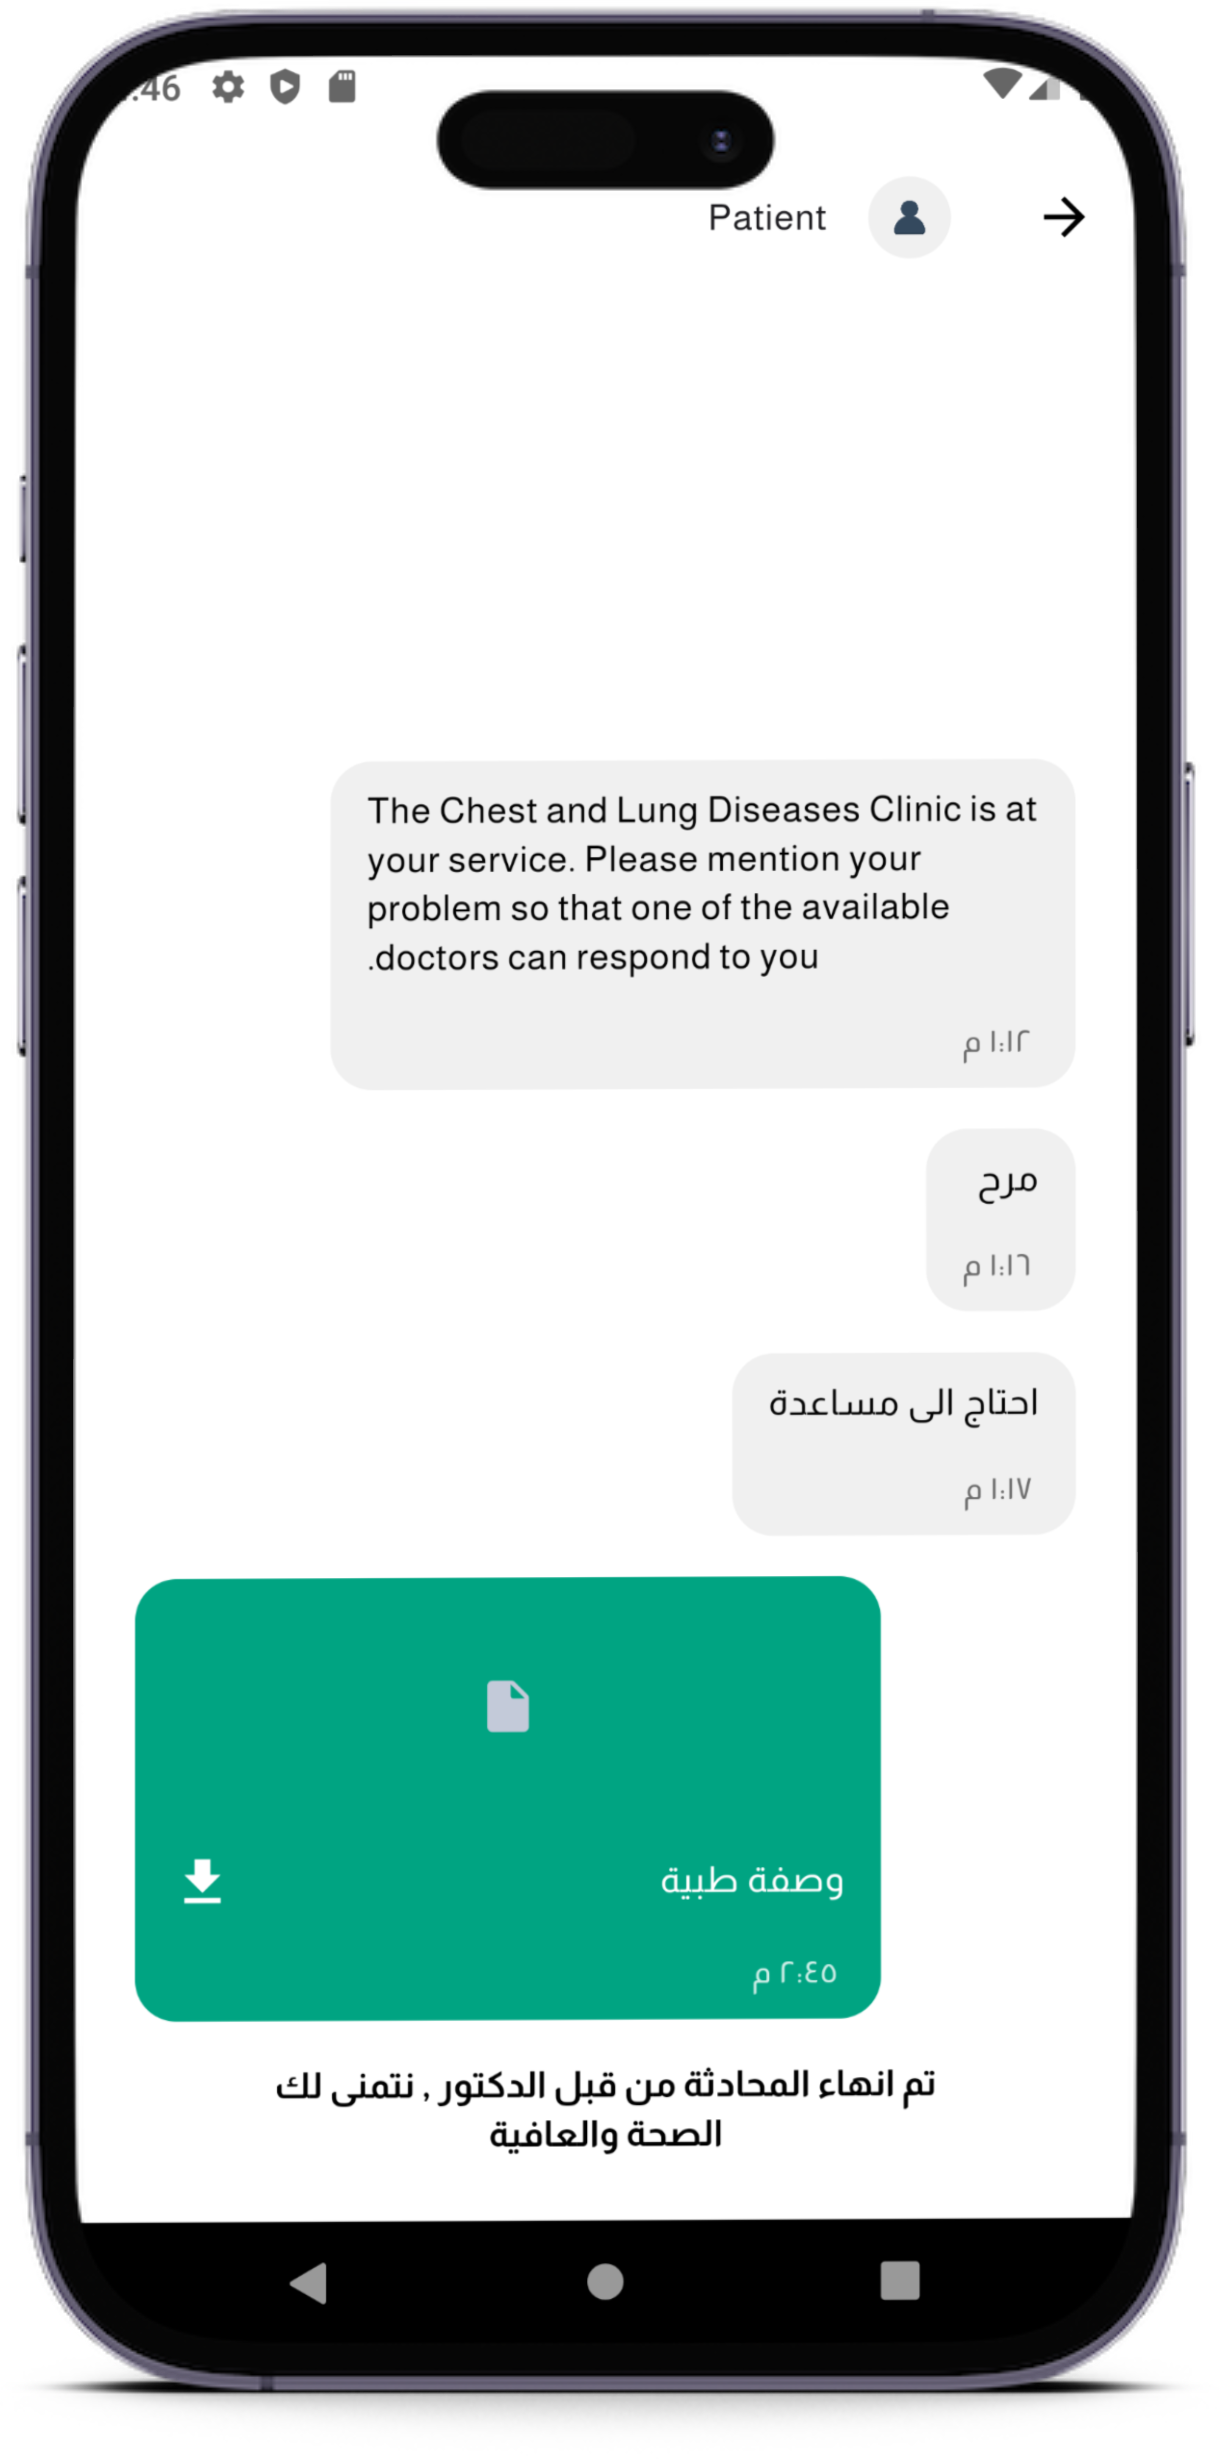 :46
Patient
The Chest and Lung Diseases Clinic is at
your service. Please mention your
problem so that one of the available
.doctors can respond to you
١:١٢ م
مرح
١:١٦ م
احتاج الى مساعدة
١:١٧ م
وصفة طبية
٢:٤٥ م
تم انهاء المحادثة من قبل الدكتور , نتمنى لك
الصحة والعافية